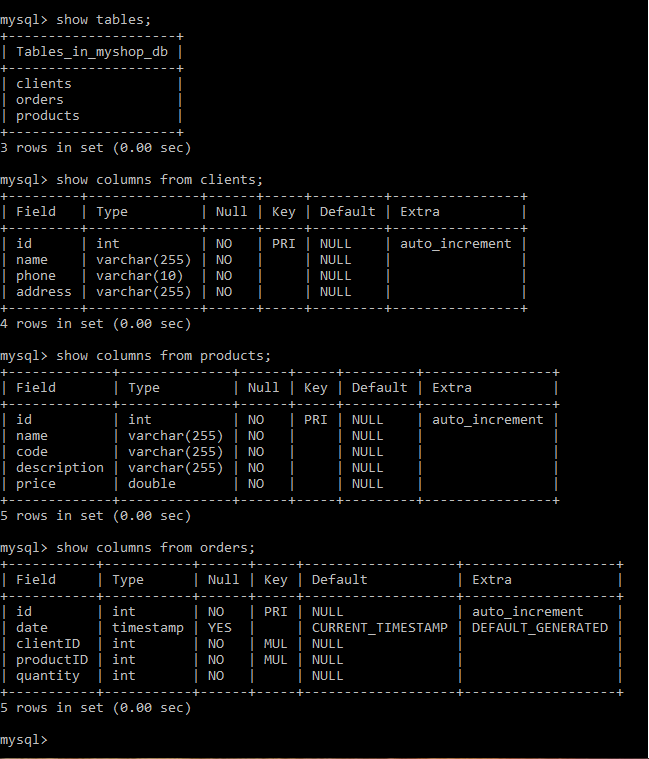 mysql> show tables;
+---------------------+
| Tables_in_myshop_db |
+---------------------+
| clients             |
| orders              |
| products            |
+---------------------+
3 rows in set (0.00 sec)

mysql> show columns from clients;
+---------+--------------+------+-----+---------+----------------+
| Field   | Type         | Null | Key | Default | Extra          |
+---------+--------------+------+-----+---------+----------------+
| id      | int          | NO   | PRI | NULL    | auto_increment |
| name    | varchar(255) | NO   |     | NULL    |                |
| phone   | varchar(10)  | NO   |     | NULL    |                |
| address | varchar(255) | NO   |     | NULL    |                |
+---------+--------------+------+-----+---------+----------------+
4 rows in set (0.00 sec)

mysql> show columns from products;
+-------------+--------------+------+-----+---------+----------------+
| Field       | Type         | Null | Key | Default | Extra          |
+-------------+--------------+------+-----+---------+----------------+
| id          | int          | NO   | PRI | NULL    | auto_increment |
| name        | varchar(255) | NO   |     | NULL    |                |
| code        | varchar(255) | NO   |     | NULL    |                |
| description | varchar(255) | NO   |     | NULL    |                |
| price       | double       | NO   |     | NULL    |                |
+-------------+--------------+------+-----+---------+----------------+
5 rows in set (0.00 sec)

mysql> show columns from orders;
+-----------+-----------+------+-----+-------------------+-------------------+
| Field     | Type      | Null | Key | Default           | Extra             |
+-----------+-----------+------+-----+-------------------+-------------------+
| id        | int       | NO   | PRI | NULL              | auto_increment    |
| date      | timestamp | YES  |     | CURRENT_TIMESTAMP | DEFAULT_GENERATED |
| clientID  | int       | NO   | MUL | NULL              |                   |
| productID | int       | NO   | MUL | NULL              |                   |
| quantity  | int       | NO   |     | NULL              |                   |
+-----------+-----------+------+-----+-------------------+-------------------+
5 rows in set (0.00 sec)

mysql>